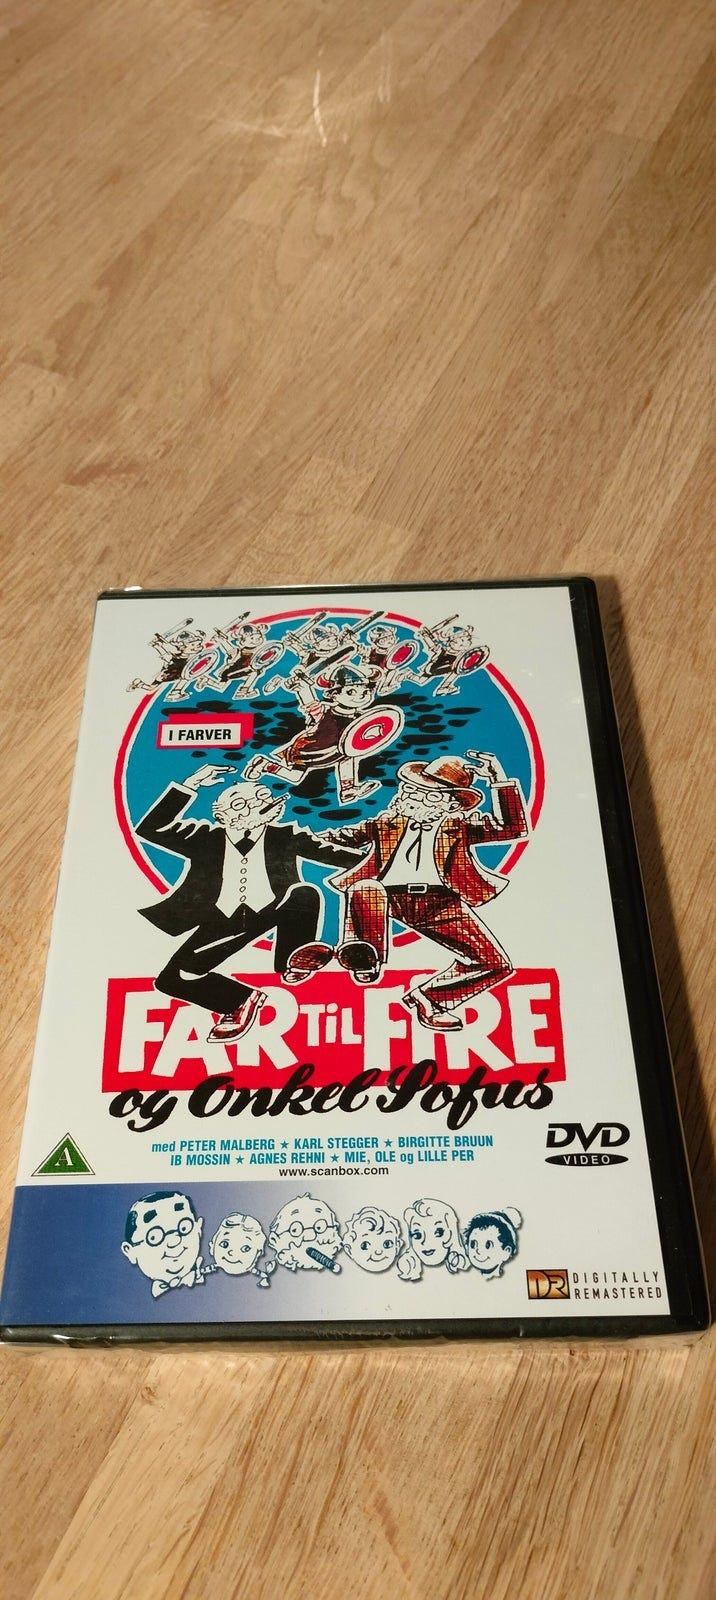 I FARVER
FAR TIL FIRE
og Onkel Sofus
med PETER MALBERG ★ KARL STEGGER ★ BIRGITTE BRUUN
IB MOSSIN ★ AGNES REHNI ★ MIE, OLE og LILLE PER
www.scanbox.com
A
DVD
VIDEO
DR DIGITALLY
REMASTERED